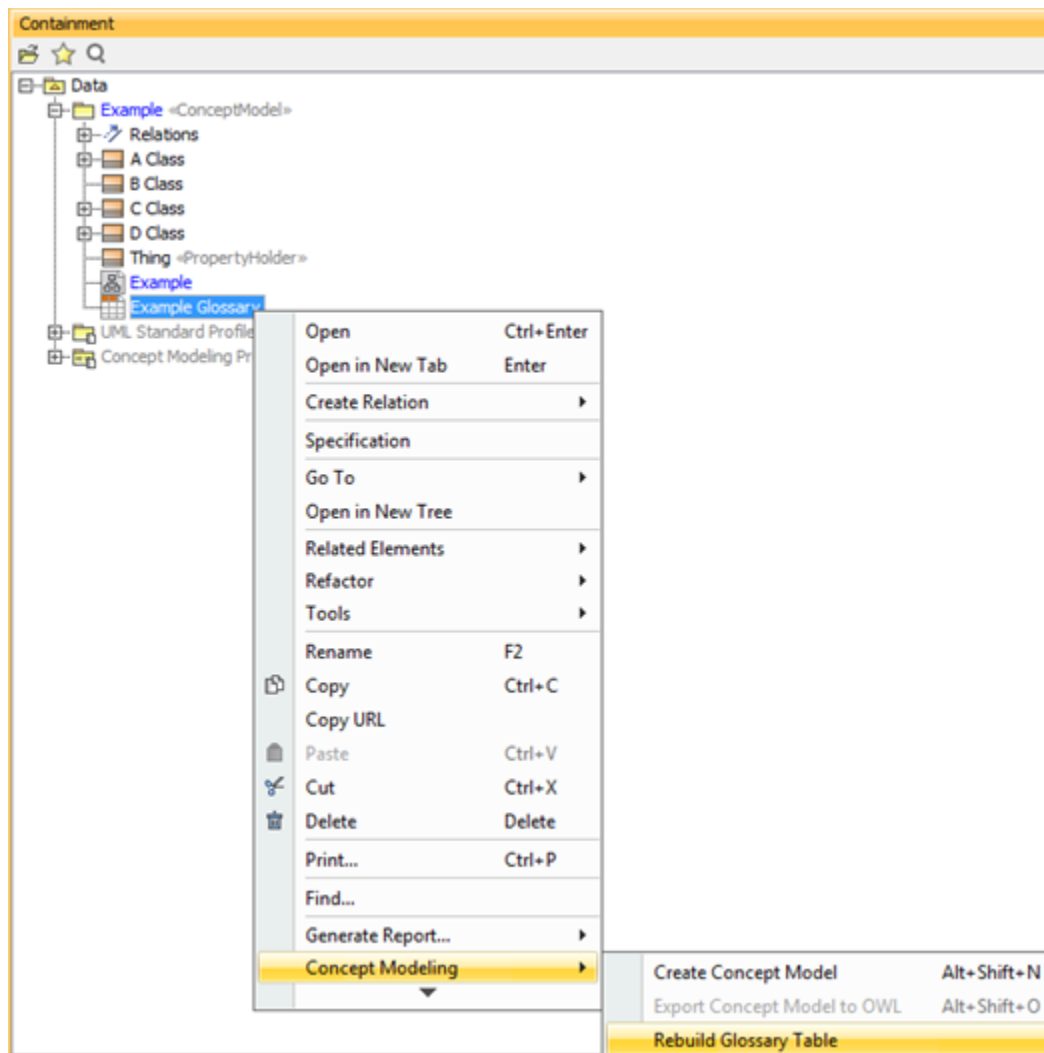 Containment
Data
Example «ConceptModel»
Relations
A Class
B Class
C Class
D Class
Thing «PropertyHolder»
Example
Example Glossary
UML Standard Profile
Concept Modeling Pr
Open Ctrl+Enter
Open in New Tab Enter
Create Relation
Specification
Go To
Open in New Tree
Related Elements
Refactor
Tools
Rename F2
Copy Ctrl+C
Copy URL
Paste Ctrl+V
Cut Ctrl+X
Delete Delete
Print... Ctrl+P
Find...
Generate Report...
Concept Modeling
Create Concept Model Alt+Shift+N
Export Concept Model to OWL Alt+Shift+O
Rebuild Glossary Table